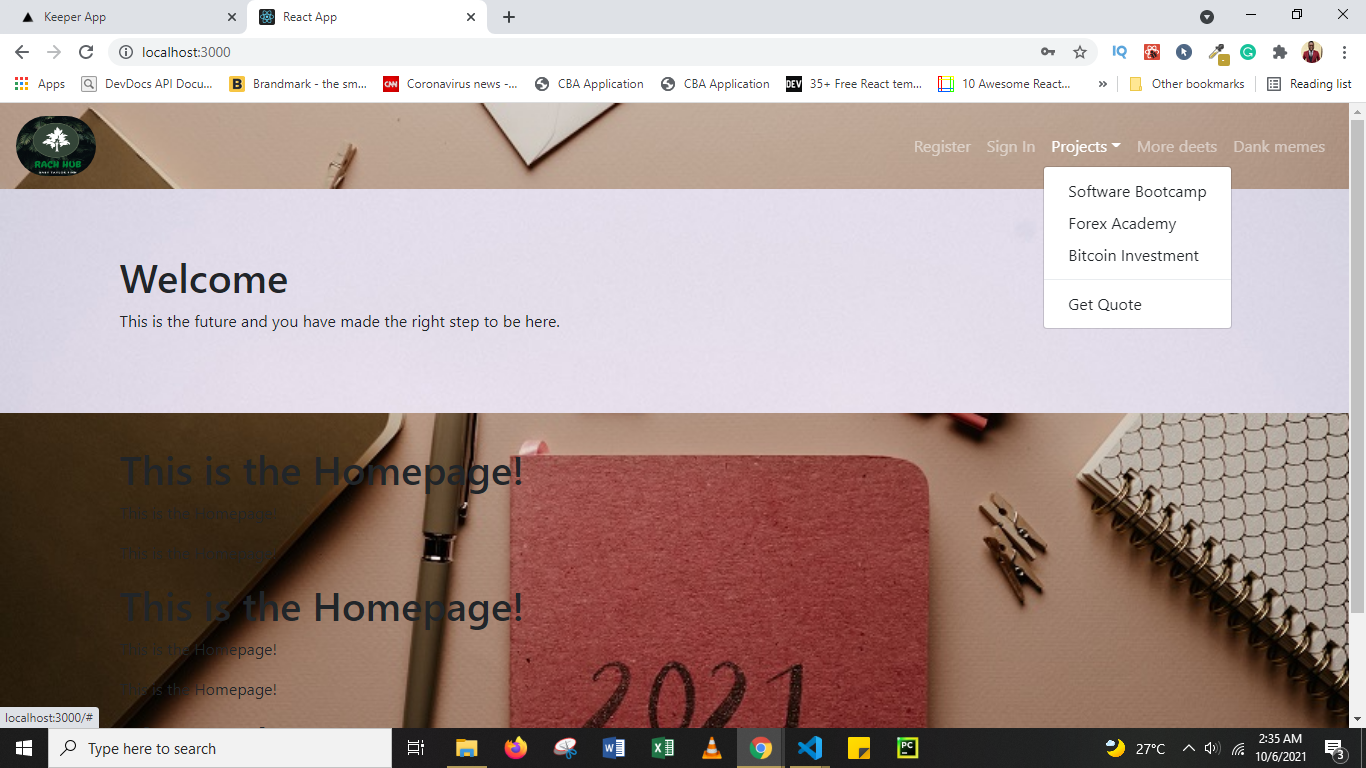 Keeper App
React App
localhost:3000
Apps
DevDocs API Docu...
Brandmark - the sm...
Coronavirus news -...
CBA Application
CBA Application
35+ Free React tem...
10 Awesome React...
»
Other bookmarks
Reading list
RACH HUB
Register
Sign In
Projects
More deets
Dank memes
Software Bootcamp
Forex Academy
Bitcoin Investment
Get Quote
Welcome
This is the future and you have made the right step to be here.
This is the Homepage!
This is the Homepage!
This is the Homepage!
This is the Homepage!
This is the Homepage!
This is the Homepage!
2021
localhost:3000/#
Type here to search
27°C
2:35 AM
10/6/2021
3